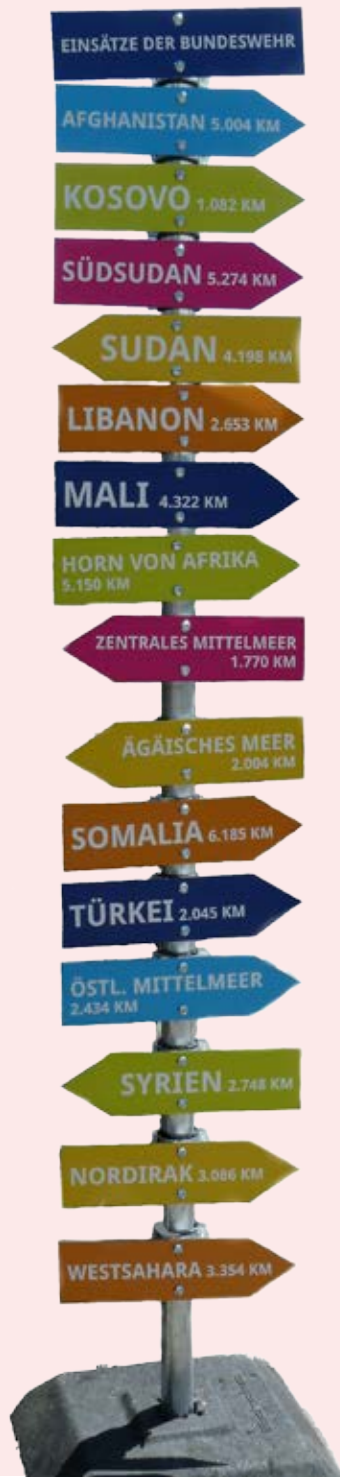 EINSÄTZE DER BUNDESWEHR
AFGHANISTAN 5.004 KM
KOSOVO 1.082 KM
SÜDSUDAN 5.274 KM
SUDAN 4.198 KM
LIBANON 2.653 KM
MALI 4.322 KM
HORN VON AFRIKA
5.150 KM
ZENTRALES MITTELMEER
1.770 KM
ÄGÄISCHES MEER
2.004 KM
SOMALIA 6.185 KM
TÜRKEI 2.045 KM
ÖSTL. MITTELMEER
2.434 KM
SYRIEN 2.748 KM
NORDIRAK 3.086 KM
WESTSAHARA 3.354 KM